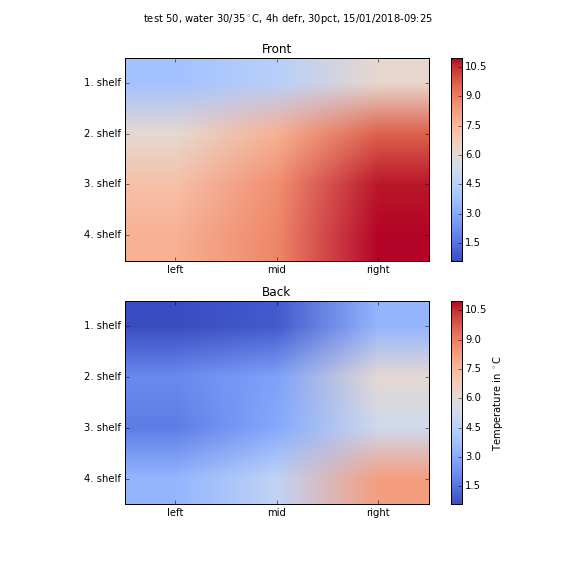 test 50, water 30/35°C, 4h defr, 30pct, 15/01/2018-09:25
Front
1. shelf
2. shelf
3. shelf
4. shelf
left mid right
10.5
9.0
7.5
6.0
4.5
3.0
1.5
Back
1. shelf
2. shelf
3. shelf
4. shelf
left mid right
10.5
9.0
7.5
6.0
4.5
3.0
1.5
Temperature in °C